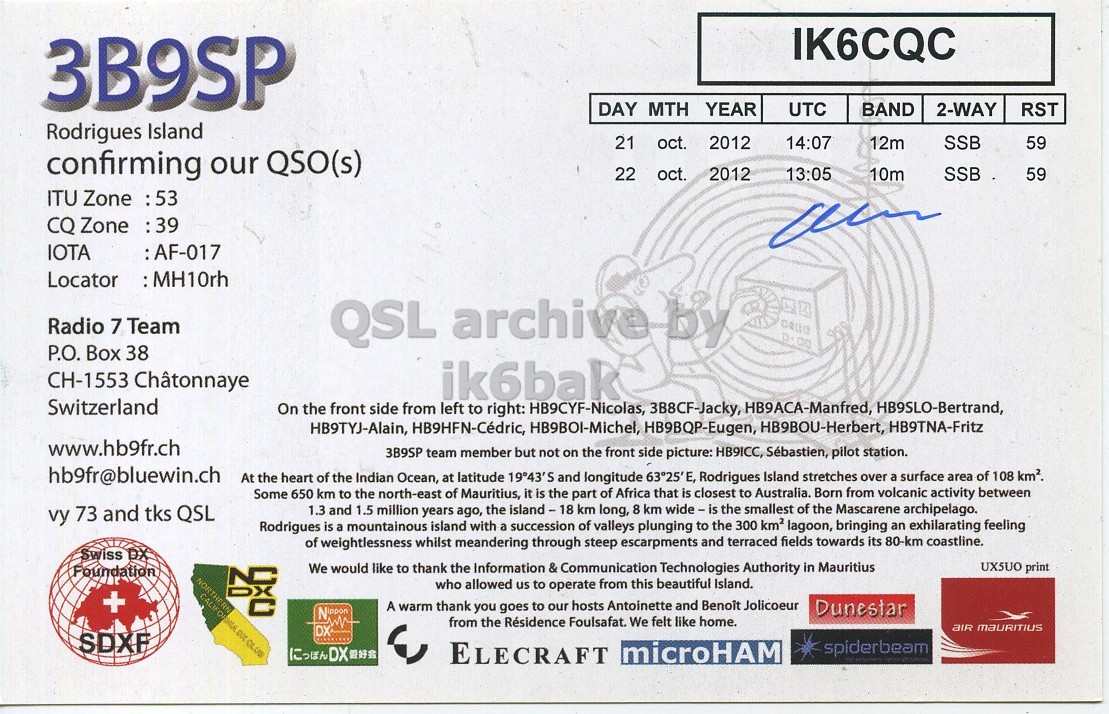 3B9SP
Rodrigues Island
confirming our QSO(s)
ITU Zone : 53
CQ Zone : 39
IOTA : AF-017
Locator : MH10rh
Radio 7 Team
P.O. Box 38
CH-1553 Châtonnaye
Switzerland
www.hb9fr.ch
hb9fr@bluewin.ch
vy 73 and tks QSL
IK6CQC
DAY MTH YEAR UTC BAND 2-WAY RST
21 oct. 2012 14:07 12m SSB 59
22 oct. 2012 13:05 10m SSB 59
QSL archive by
ik6bak
On the front side from left to right: HB9CYF-Nicolas, 3B8CF-Jacky, HB9ACA-Manfred, HB9SLO-Bertrand,
HB9TYJ-Alain, HB9HFN-Cédric, HB9BOI-Michel, HB9BQP-Eugen, HB9BOU-Herbert, HB9TNA-Fritz
3B9SP team member but not on the front side picture: HB9ICC, Sébastien, pilot station.
At the heart of the Indian Ocean, at latitude 19°43'S and longitude 63°25'E, Rodrigues Island stretches over a surface area of 108 km².
Some 650 km to the north-east of Mauritius, it is the part of Africa that is closest to Australia. Born from volcanic activity between
1.3 and 1.5 million years ago, the island – 18 km long, 8 km wide – is the smallest of the Mascarene archipelago.
Rodrigues is a mountainous island with a succession of valleys plunging to the 300 km² lagoon, bringing an exhilarating feeling
of weightlessness whilst meandering through steep escarpments and terraced fields towards its 80-km coastline.
We would like to thank the Information & Communication Technologies Authority in Mauritius
who allowed us to operate from this beautiful Island.
A warm thank you goes to our hosts Antoinette and Benoît Jolicoeur
from the Résidence Foulsafat. We felt like home.
UX5UO print
Swiss DX
Foundation
SDXF
NCDXC
NORTHERN CALIFORNIA DX CLUB
Nippon
DX
にっぽんDX愛好会
ELECRAFT
microHAM
Dunestar
spiderbeam
AIR MAURITIUS